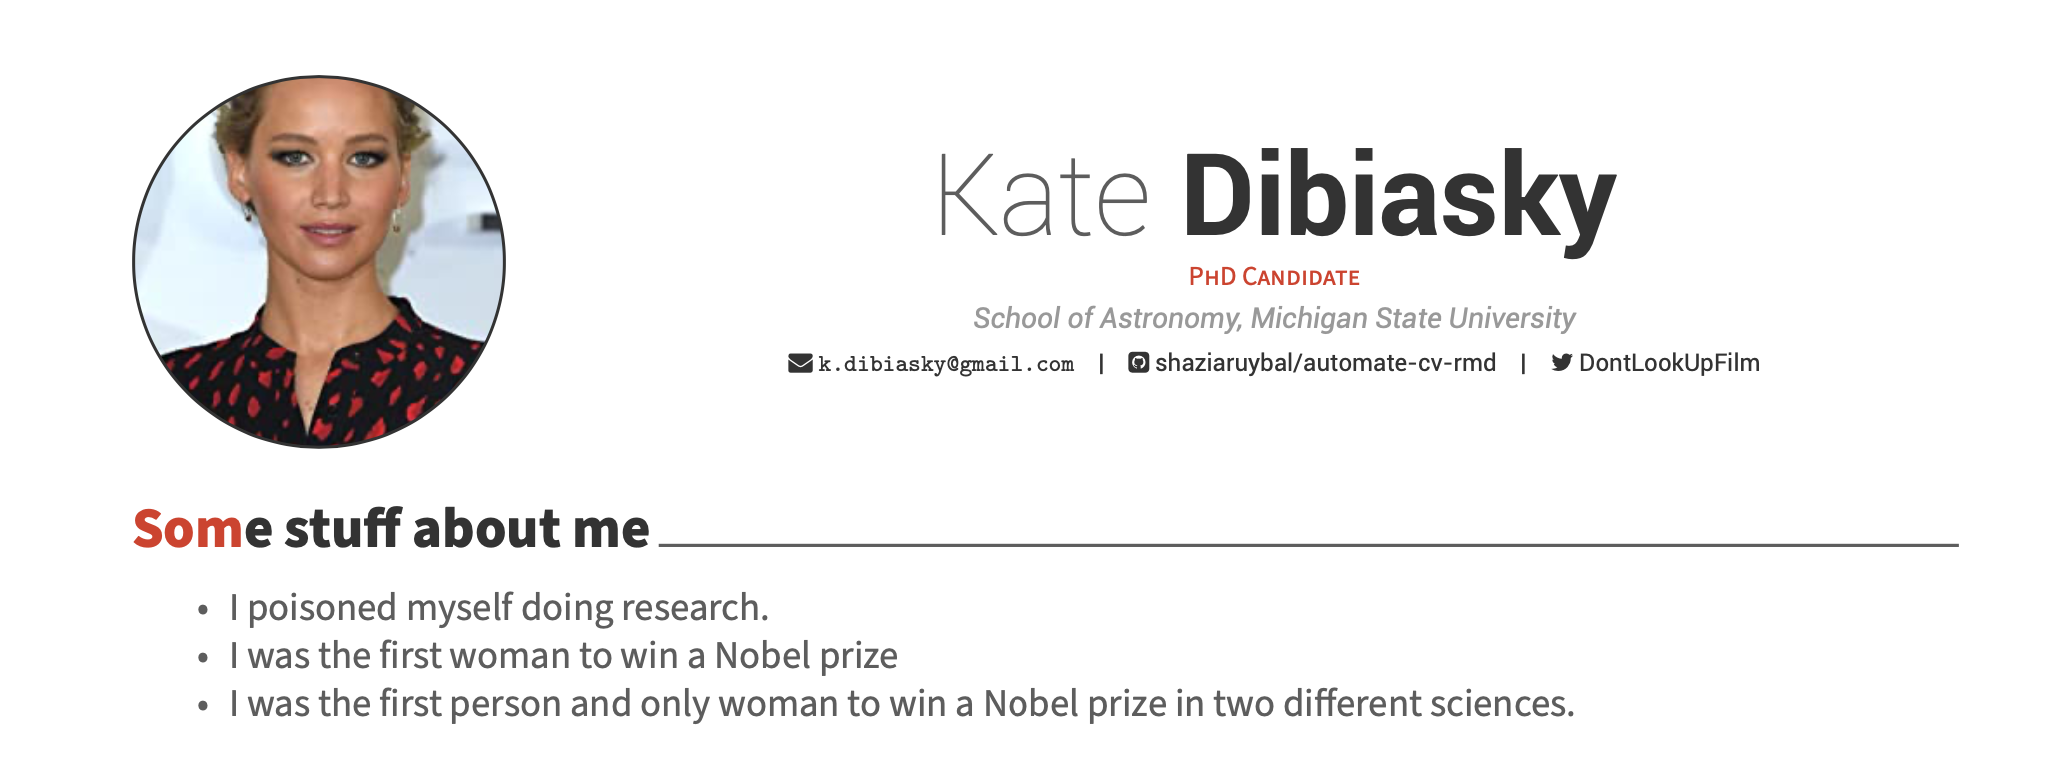 Kate Dibiasky
PhD Candidate
School of Astronomy, Michigan State University
k.dibiasky@gmail.com | shaziaruybal/automate-cv-rmd | DontLookUpFilm
Some stuff about me
• I poisoned myself doing research.
• I was the first woman to win a Nobel prize
• I was the first person and only woman to win a Nobel prize in two different sciences.